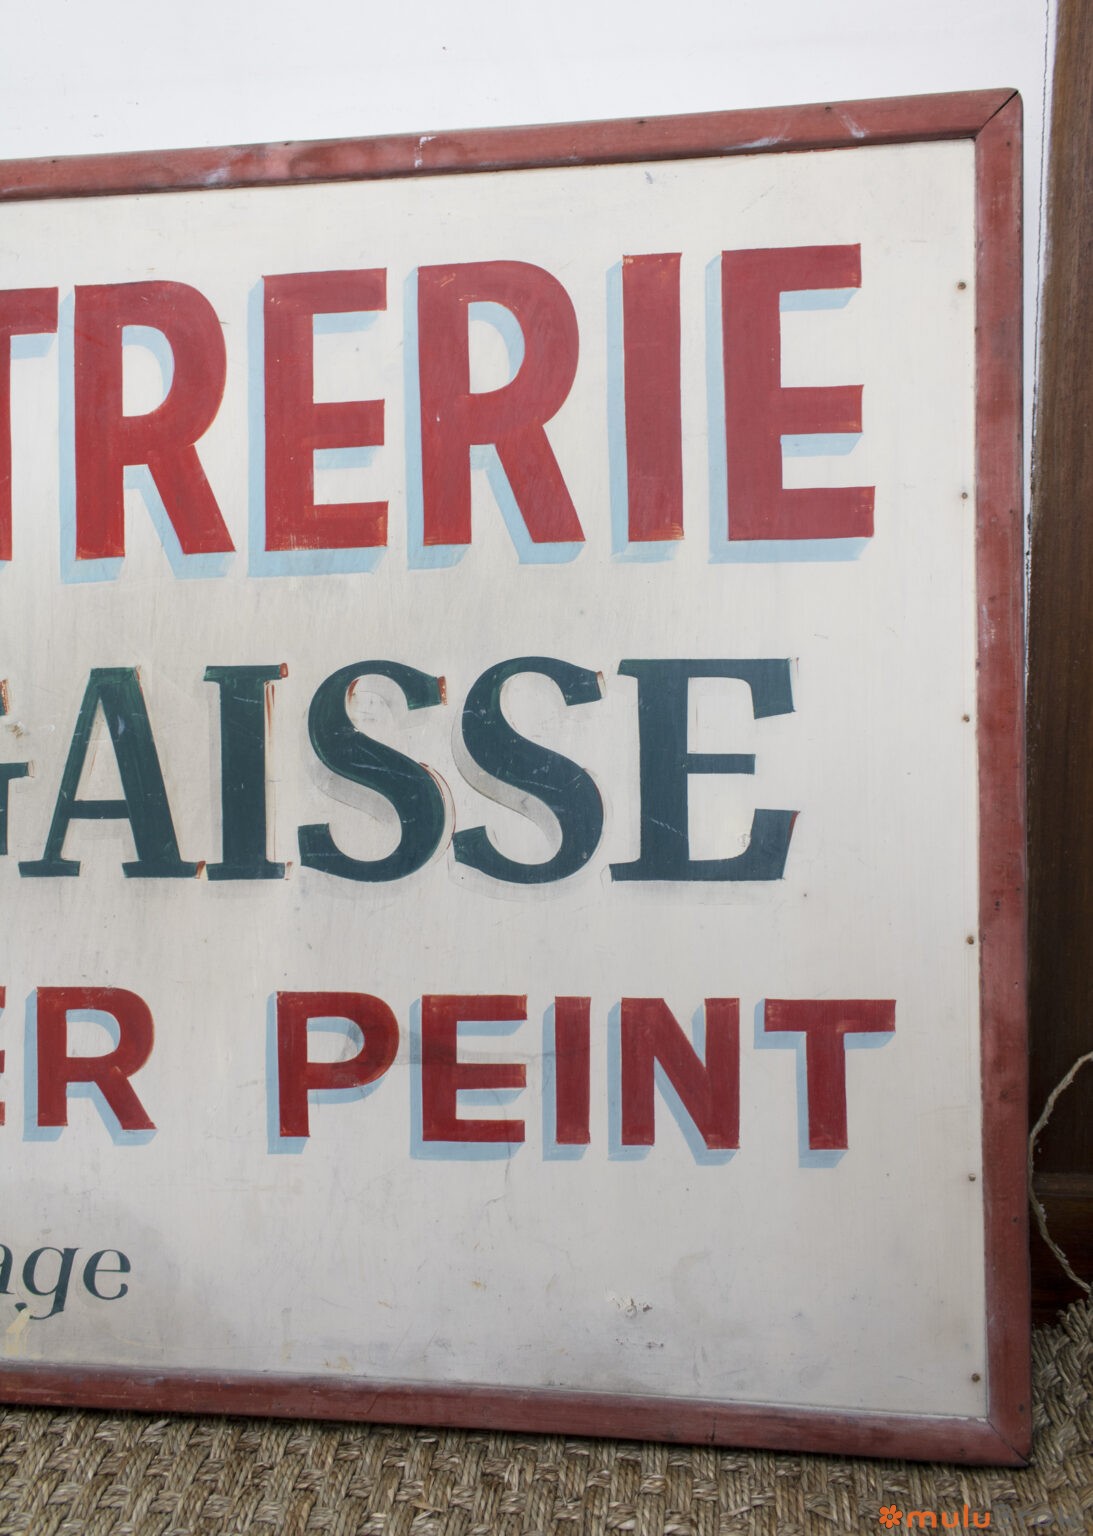 TRERIE
GAISSE
ER PEINT
age
mulu